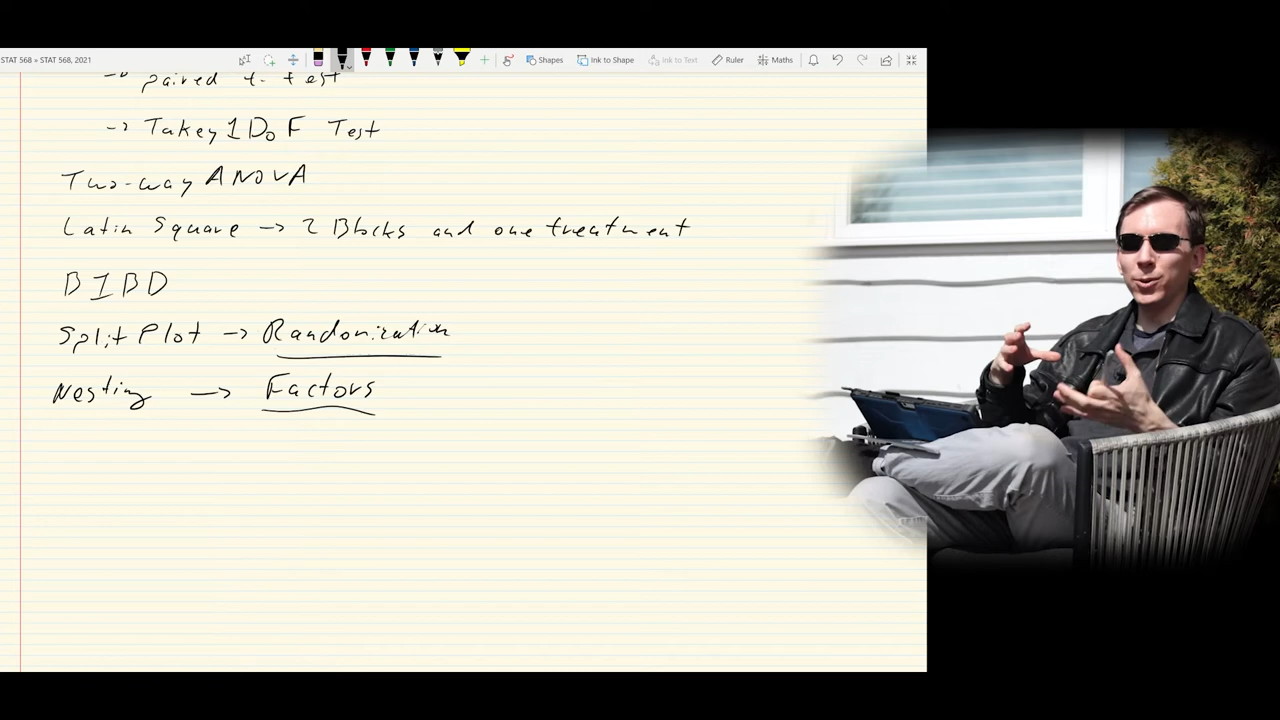 STAT 568 » STAT 568, 2021
Shapes
Ink to Shape
Ink to Text
Ruler
Maths
→ paired t. test
→ Takey 1 DoF Test
Two-way ANOVA
Latin Square → 2 Blocks and one treatment
BIBD
Split Plot → Randomization
Nesting → Factors